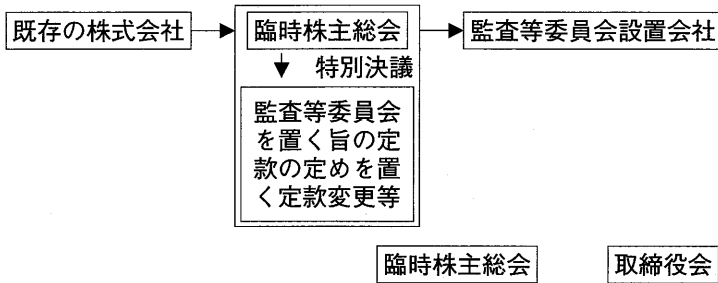 既存の株式会社
臨時株主総会
監査等委員会設置会社
特別決議
監査等委員会
を置く旨の定
款の定めを置
く定款変更等
臨時株主総会
取締役会